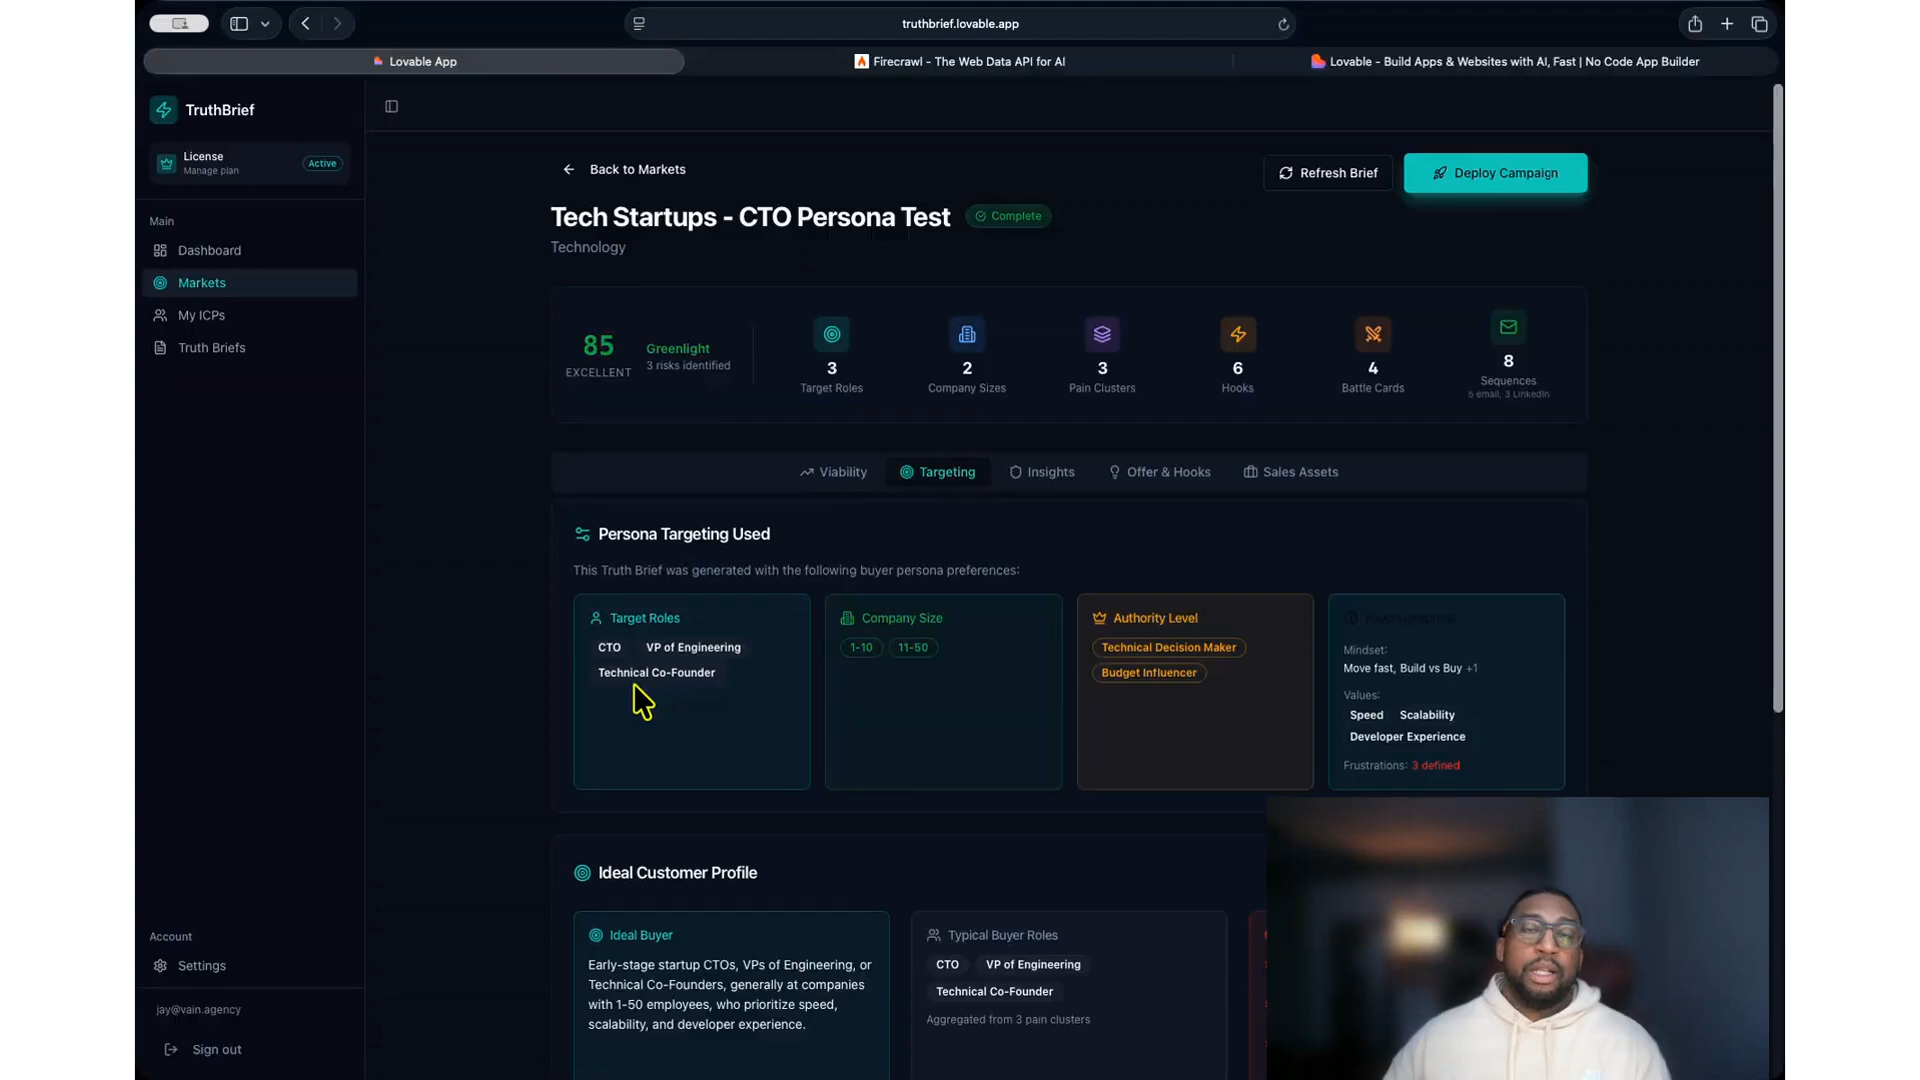 truthbrief.lovable.app
Lovable App
Firecrawl - The Web Data API for AI
Lovable - Build Apps & Websites with AI, Fast | No Code App Builder
TruthBrief
License
Manage plan
Active
Main
Dashboard
Markets
My ICPs
Truth Briefs
Account
Settings
jay@vain.agency
Sign out
Back to Markets
Refresh Brief
Deploy Campaign
Tech Startups - CTO Persona Test
Complete
Technology
85
EXCELLENT
Greenlight
3 risks identified
3
Target Roles
2
Company Sizes
3
Pain Clusters
6
Hooks
4
Battle Cards
8
Sequences
5 email, 3 LinkedIn
Viability
Targeting
Insights
Offer & Hooks
Sales Assets
Persona Targeting Used
This Truth Brief was generated with the following buyer persona preferences:
Target Roles
CTO VP of Engineering
Technical Co-Founder
Company Size
1-10 11-50
Authority Level
Technical Decision Maker
Budget Influencer
Mindset:
Move fast, Build vs Buy +1
Values:
Speed Scalability
Developer Experience
Frustrations: 3 defined
Ideal Customer Profile
Ideal Buyer
Early-stage startup CTOs, VPs of Engineering, or
Technical Co-Founders, generally at companies
with 1-50 employees, who prioritize speed,
scalability, and developer experience.
Typical Buyer Roles
CTO VP of Engineering
Technical Co-Founder
Aggregated from 3 pain clusters